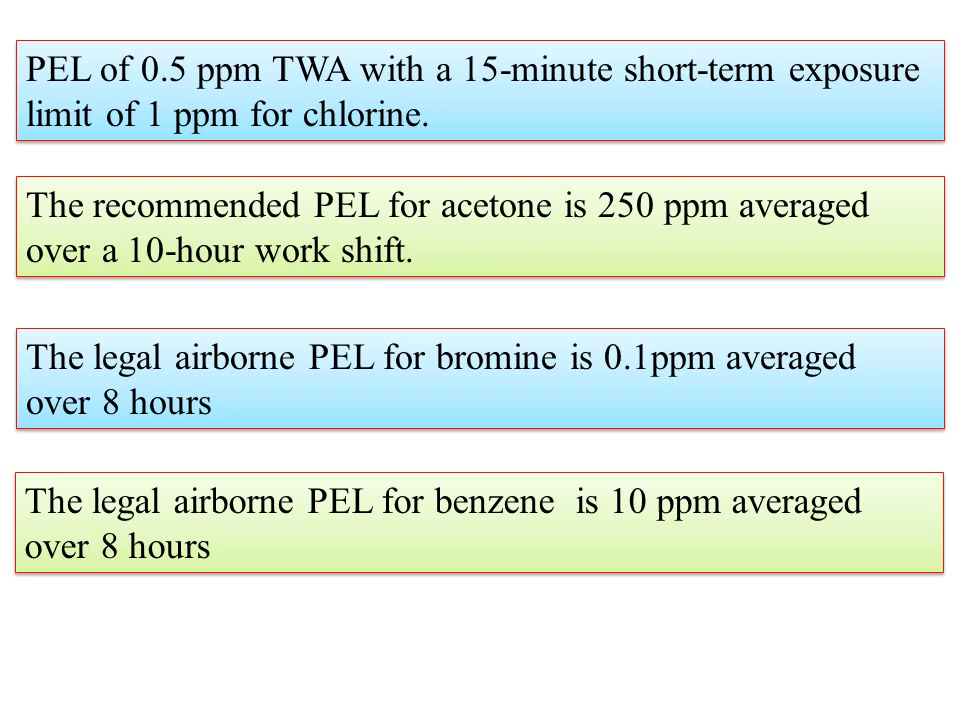 PEL of 0.5 ppm TWA with a 15-minute short-term exposure
limit of 1 ppm for chlorine.
The recommended PEL for acetone is 250 ppm averaged
over a 10-hour work shift.
The legal airborne PEL for bromine is 0.1ppm averaged
over 8 hours
The legal airborne PEL for benzene  is 10 ppm averaged
over 8 hours